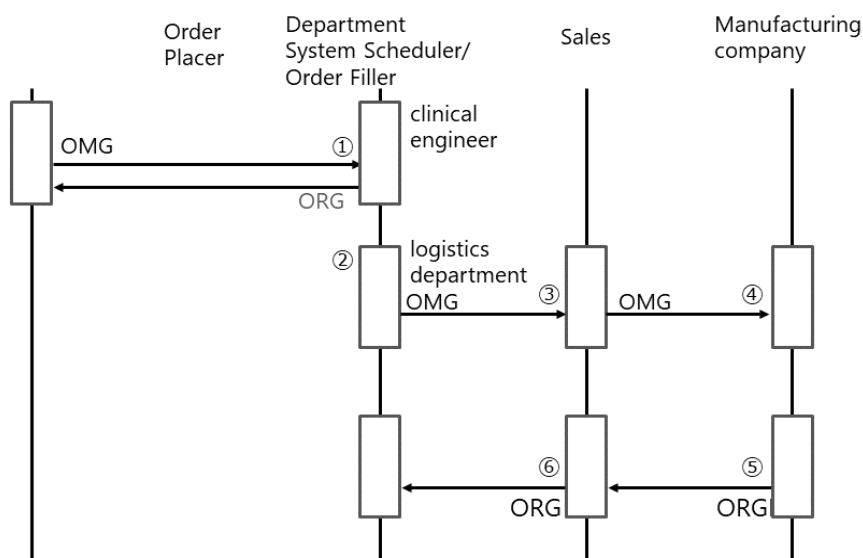 Order
Placer
Department
System Scheduler/
Order Filler
Sales
Manufacturing
company
clinical
engineer
OMG
①
ORG
②
logistics
department
OMG
③
OMG
④
⑥
ORG
⑤
ORG